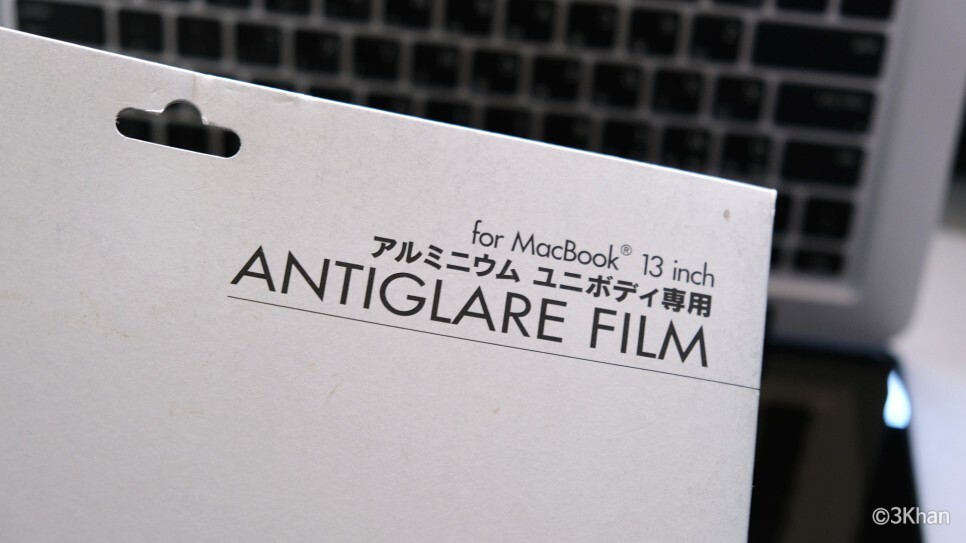 for MacBook® 13 inch
アルミニウム ユニボディ専用
ANTIGLARE FILM
©3Khan